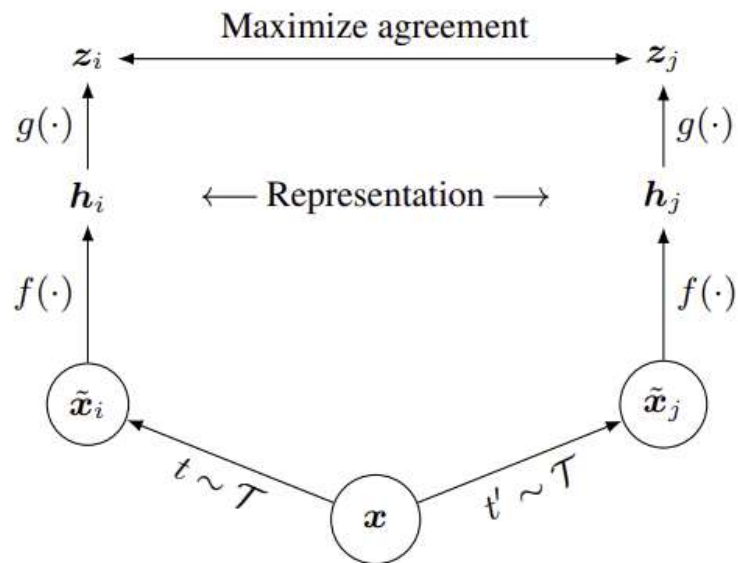 Maximize agreement
z_i z_j
g(·) g(·)
h_i ← Representation → h_j
f(·) f(·)
x̃_i x̃_j
t ~ 𝒯 t' ~ 𝒯
x